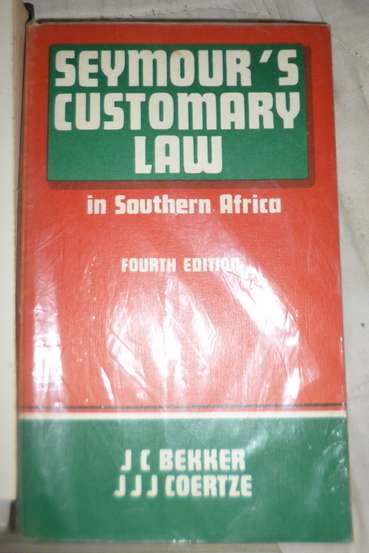 SEYMOUR'S
CUSTOMARY
LAW
in Southern Africa
FOURTH EDITION
J C BEKKER
J J J COERTZE